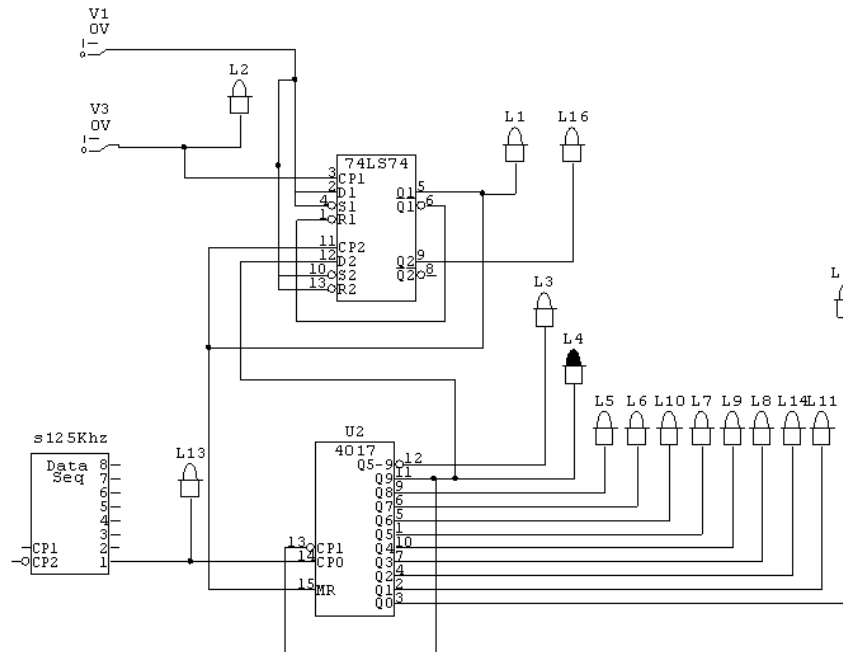 V1
0V
V3
0V
L2
L1 L16
74LS74
3 CP1 Q1 5
2 D1 Q1 6
4 S1
1 R1
11 CP2
12 D2 Q2 9
10 S2 Q2 8
13 R2
L3
L
L4
L5 L6 L10 L7 L9 L8 L14 L11
U2
s125Khz
L13
4017
Data 8
Seq 7
6
5
4
3
CP1 2
CP2 1
Q5-9 12
Q9 11
Q8 9
Q7 6
Q6 5
Q5 1
13 CP1 Q4 10
14 CP0 Q3 7
Q2 4
15 MR Q1 2
Q0 3